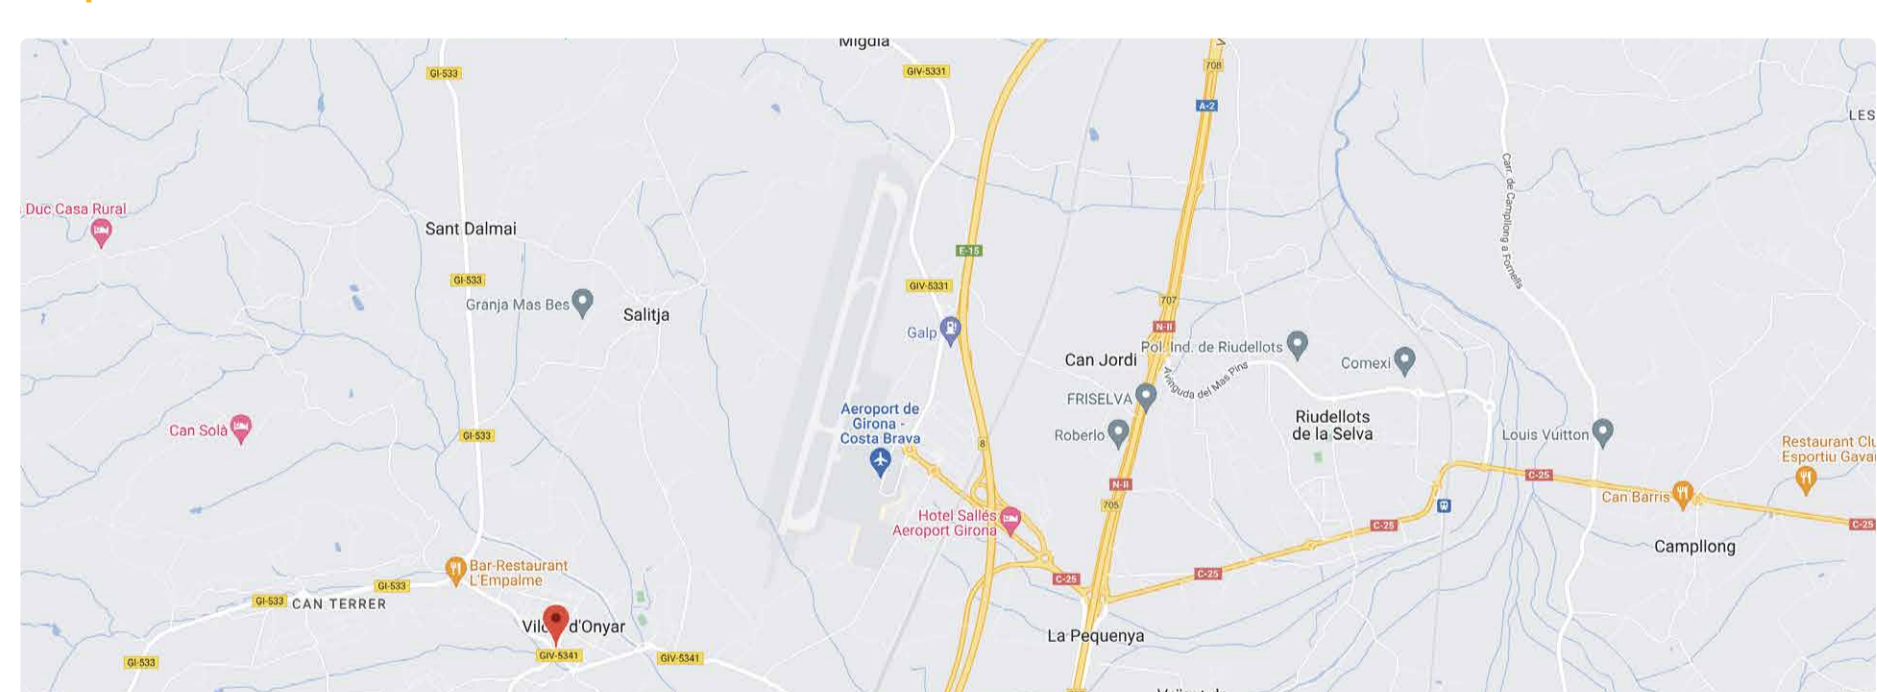 Migdia
GI-533
GIV-5331
708
A-2
LES
Carr. de Campllong a Fornells
Duc Casa Rural
Sant Dalmai
E-15
GI-533
GIV-5331
Granja Mas Bes
Salitja
707
N-II
Galp
Can Jordi
Pol. Ind. de Riudellots
Comexi
Avinguda del Mas Pins
FRISELVA
Aeroport de
Girona -
Costa Brava
Riudellots
de la Selva
Can Solà
GI-533
8
Roberlo
Louis Vuitton
Restaurant Clu
Esportiu Gava
C-25
N-II
Can Barris
705
Hotel Salles
Aeroport Girona
C-25
C-25
Campllong
Bar-Restaurant
L'Empalme
C-25
C-25
GI-533
GI-533
CAN TERRER
d'Onyar
La Pequenya
GIV-5341
GIV-5341
GI-533